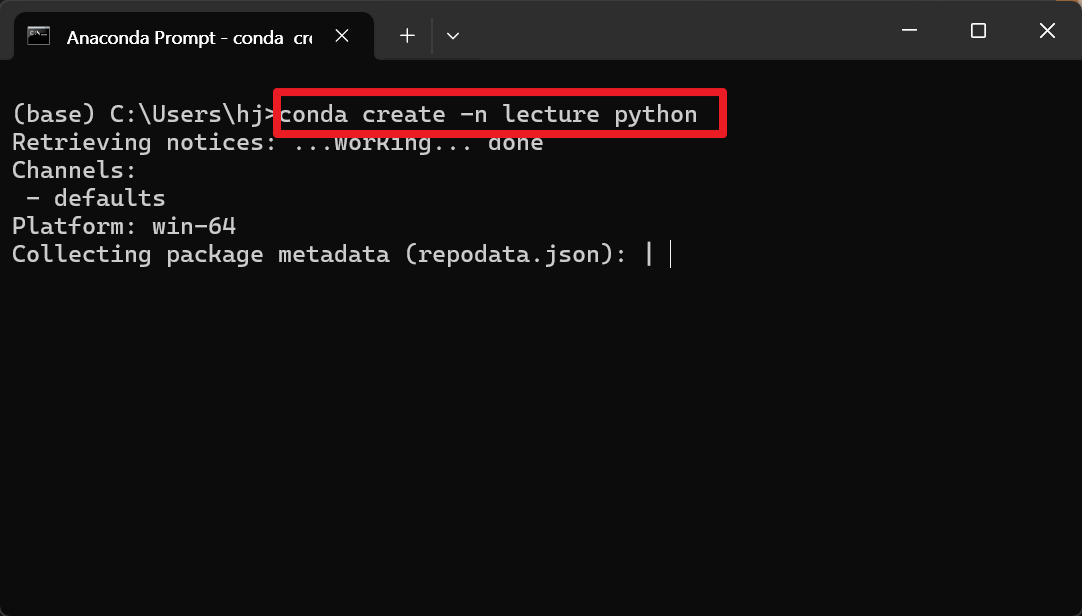 Anaconda Prompt - conda cre
(base) C:\Users\hj>conda create -n lecture python
Retrieving notices: ...working... done
Channels:
 - defaults
Platform: win-64
Collecting package metadata (repodata.json): |